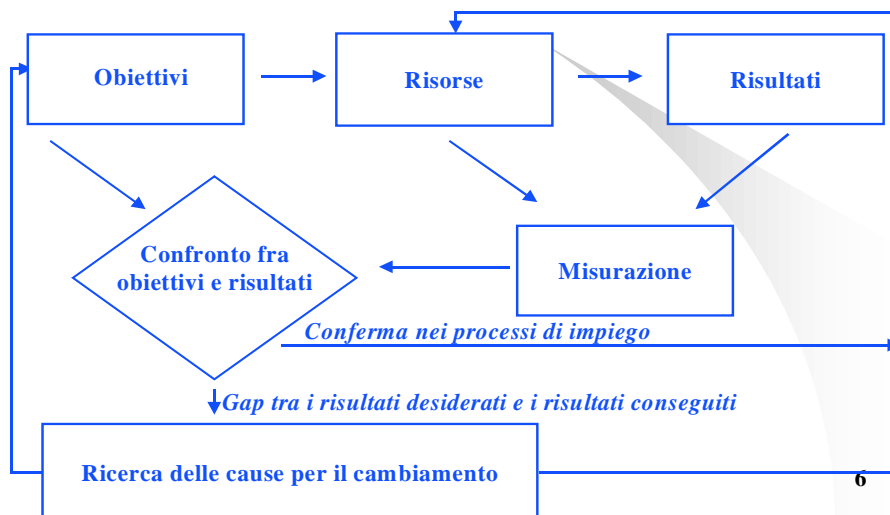 Obiettivi
Risorse
Risultati
Confronto fra
obiettivi e risultati
Misurazione
Conferma nei processi di impiego
Gap tra i risultati desiderati e i risultati conseguiti
Ricerca delle cause per il cambiamento
6